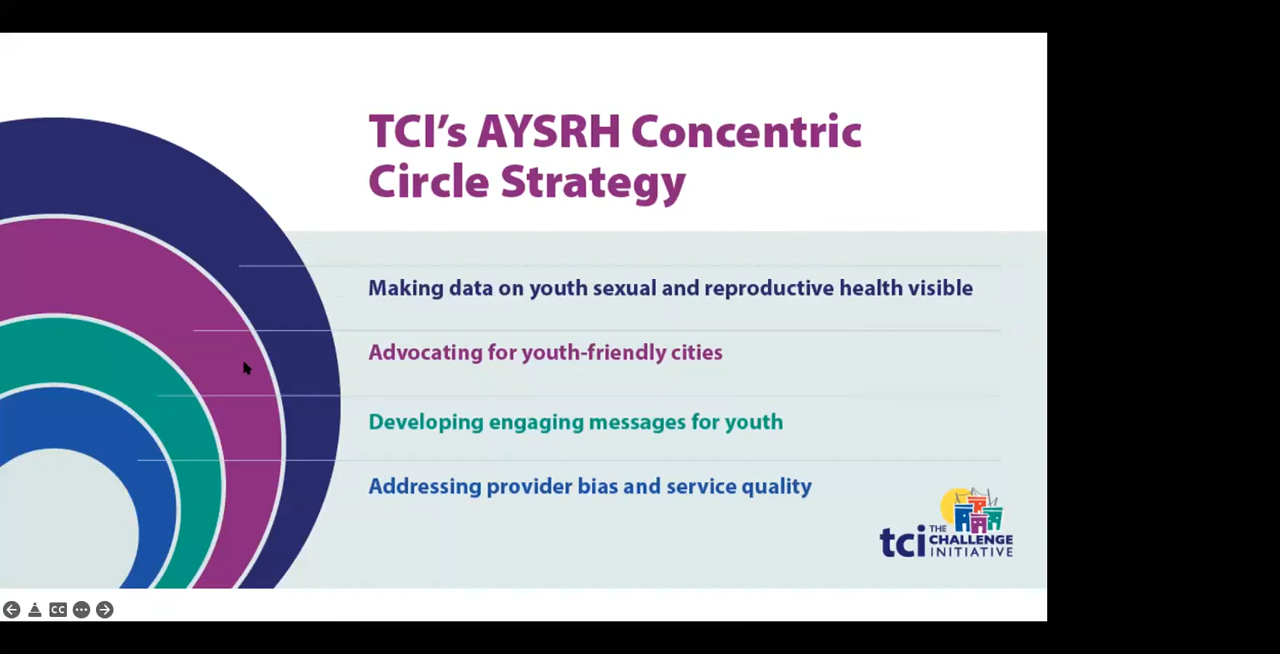 TCI’s AYSRH Concentric
Circle Strategy
Making data on youth sexual and reproductive health visible
Advocating for youth-friendly cities
Developing engaging messages for youth
Addressing provider bias and service quality
tci THE
CHALLENGE
INITIATIVE
CC